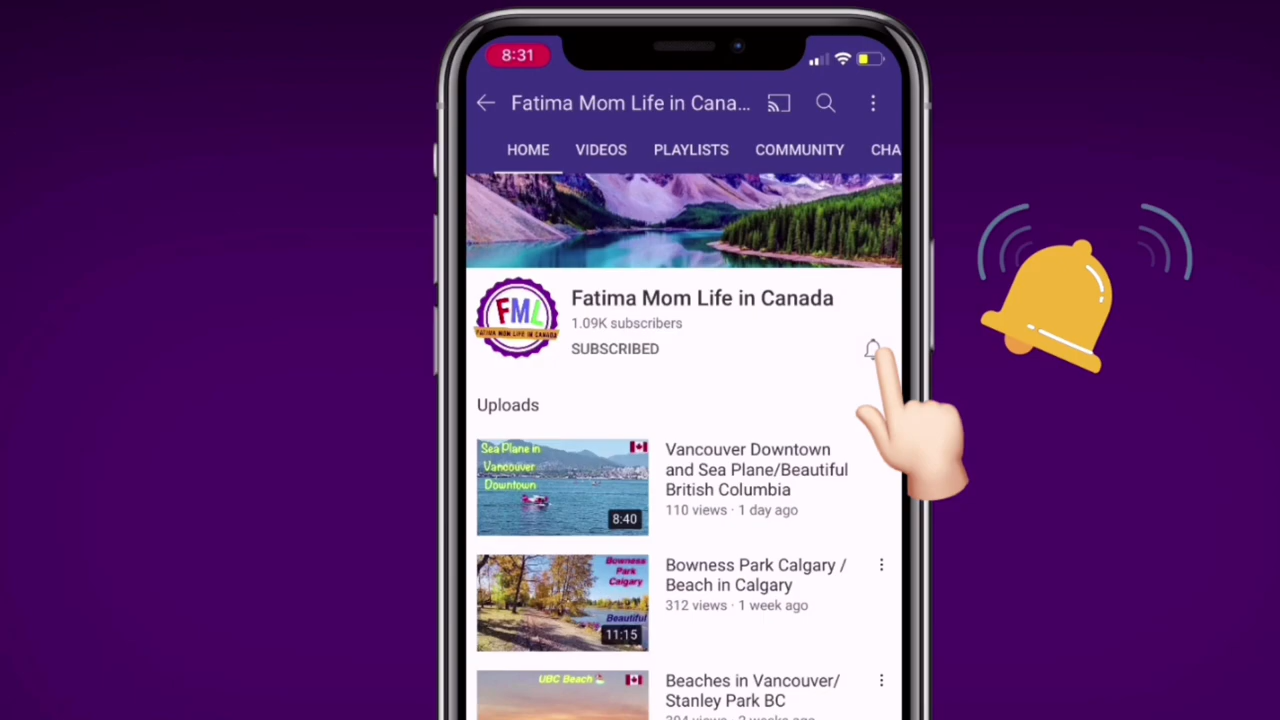 8:31
Fatima Mom Life in Cana...
HOME VIDEOS PLAYLISTS COMMUNITY CHA
FML
FATIMA MOM LIFE IN CANADA
Fatima Mom Life in Canada
1.09K subscribers
SUBSCRIBED
Uploads
Sea Plane in
Vancouver
Downtown
8:40
Vancouver Downtown
and Sea Plane/Beautiful
British Columbia
110 views · 1 day ago
Bowness
Park
Calgary
Beautiful
11:15
Bowness Park Calgary /
Beach in Calgary
312 views · 1 week ago
UBC Beach
Beaches in Vancouver/
Stanley Park BC